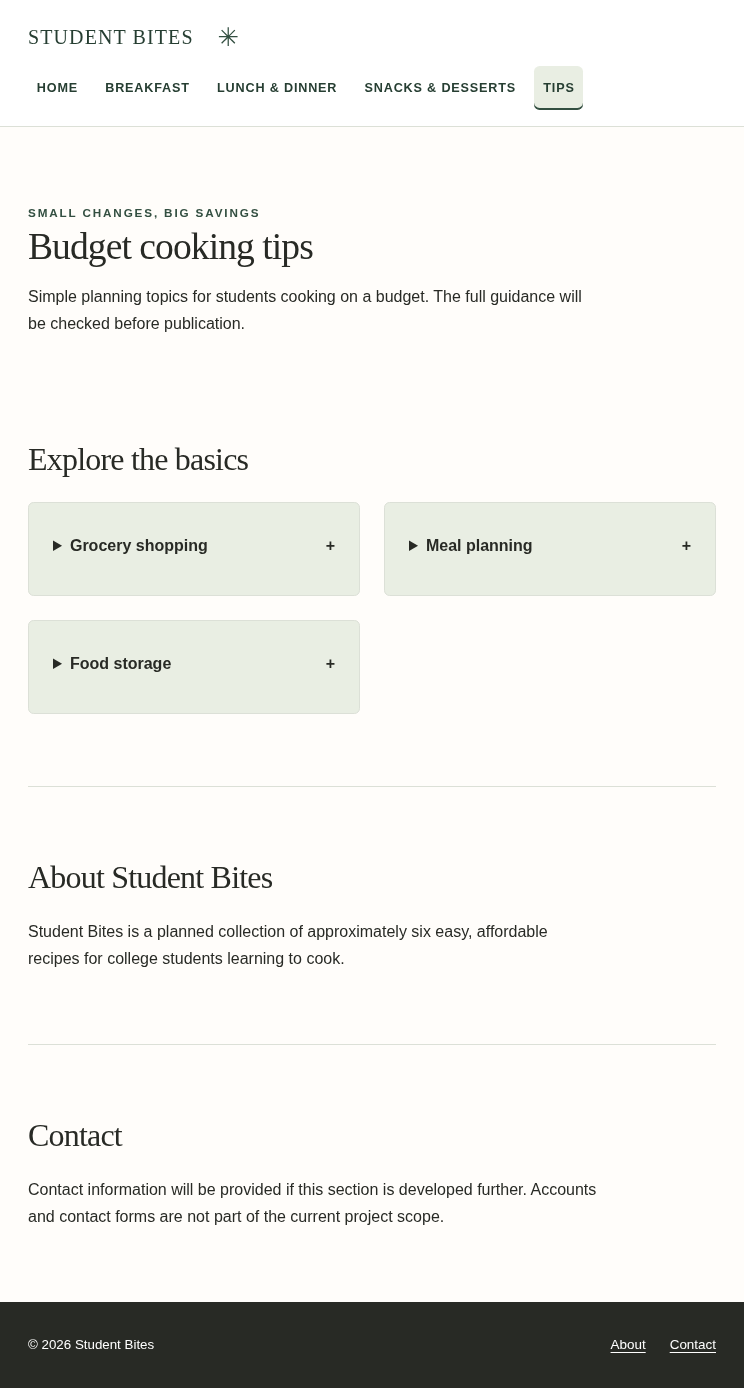 STUDENT BITES ✳
HOME BREAKFAST LUNCH & DINNER SNACKS & DESSERTS TIPS
SMALL CHANGES, BIG SAVINGS
Budget cooking tips
Simple planning topics for students cooking on a budget. The full guidance will
be checked before publication.
Explore the basics
Grocery shopping +
Meal planning +
Food storage +
About Student Bites
Student Bites is a planned collection of approximately six easy, affordable
recipes for college students learning to cook.
Contact
Contact information will be provided if this section is developed further. Accounts
and contact forms are not part of the current project scope.
© 2026 Student Bites
About Contact